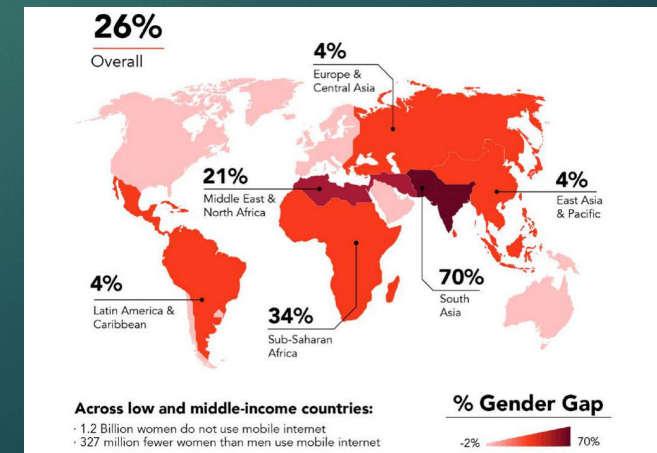 26%
Overall
4%
Europe &
Central Asia
21%
Middle East &
North Africa
4%
East Asia
& Pacific
4%
Latin America &
Caribbean
34%
Sub-Saharan
Africa
70%
South
Asia
Across low and middle-income countries:
· 1.2 Billion women do not use mobile internet
· 327 million fewer women than men use mobile internet
% Gender Gap
-2% 70%